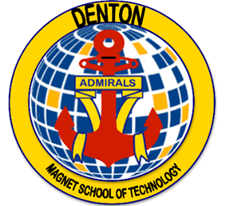 DENTON
ADMIRALS
MAGNET SCHOOL OF TECHNOLOGY